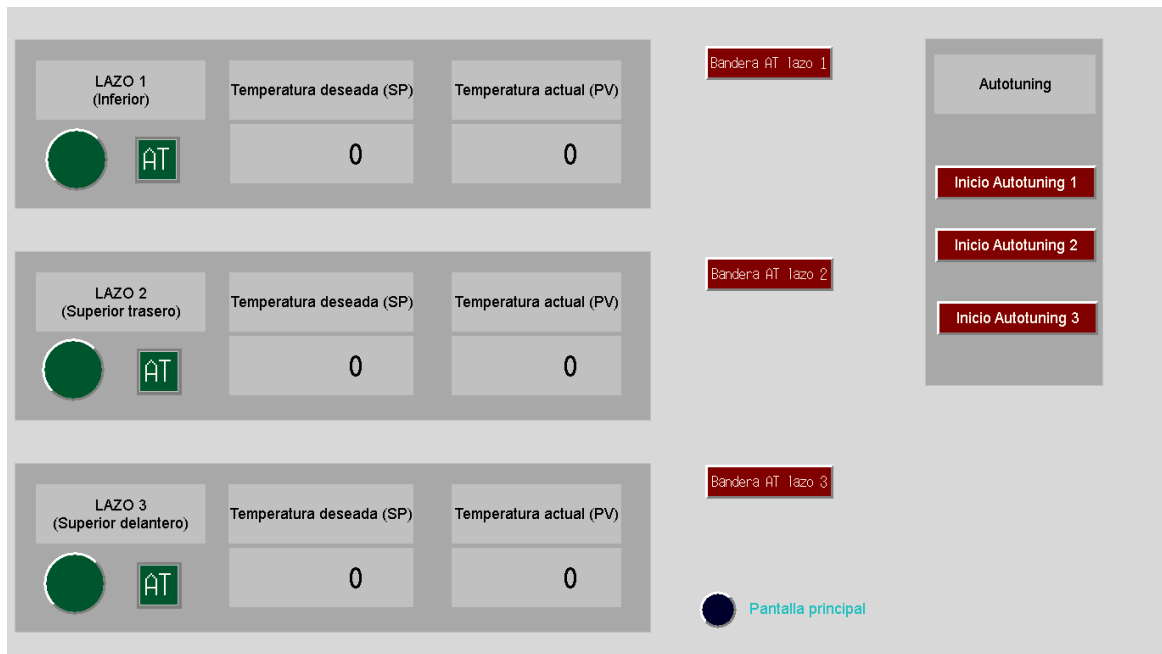 LAZO 1
(Inferior)
Temperatura deseada (SP)
Temperatura actual (PV)
AT
0
0
Bandera AT lazo 1
LAZO 2
(Superior trasero)
Temperatura deseada (SP)
Temperatura actual (PV)
AT
0
0
Bandera AT lazo 2
LAZO 3
(Superior delantero)
Temperatura deseada (SP)
Temperatura actual (PV)
AT
0
0
Bandera AT lazo 3
Pantalla principal
Autotuning
Inicio Autotuning 1
Inicio Autotuning 2
Inicio Autotuning 3